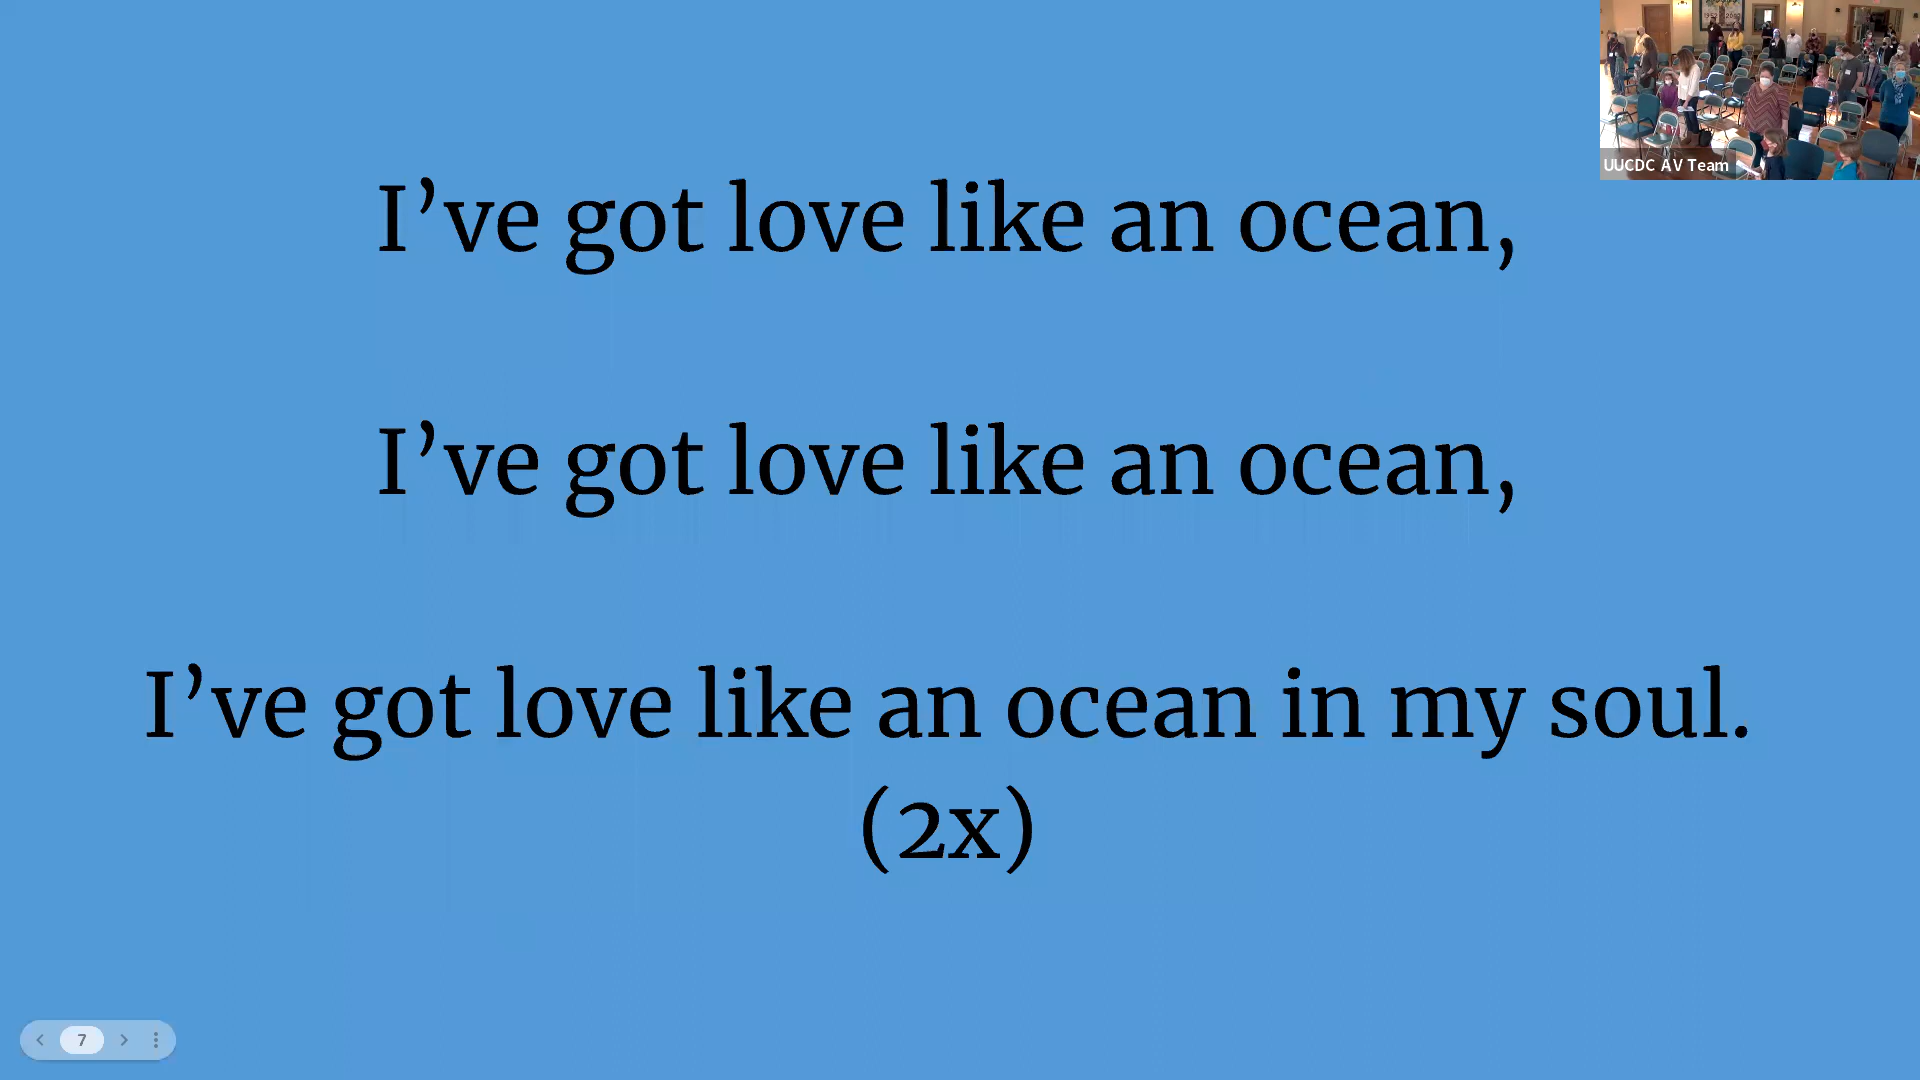 I’ve got love like an ocean,
I’ve got love like an ocean,
I’ve got love like an ocean in my soul.
(2x)
UUCDC AV Team
7